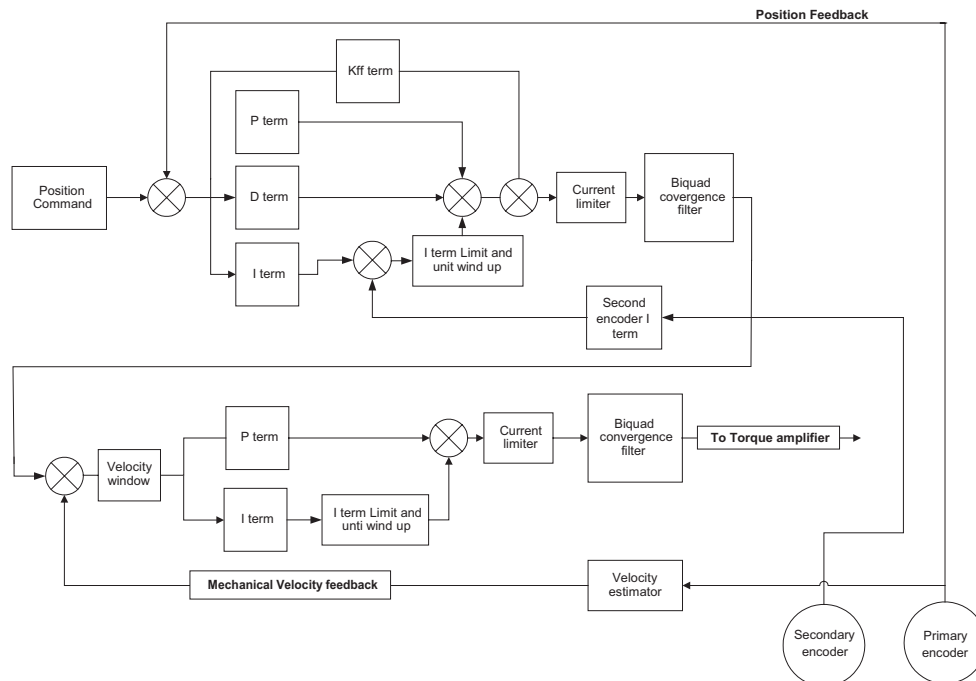 Position Feedback
Kff term
P term
Position
Command
D term
Current
limiter
Biquad
covergence
filter
I term
I term Limit and
unit wind up
Second
encoder I
term
P term
Current
limiter
Biquad
convergence
filter
To Torque amplifier
Velocity
window
I term
I term Limit and
unti wind up
Mechanical Velocity feedback
Velocity
estimator
Secondary
encoder
Primary
encoder